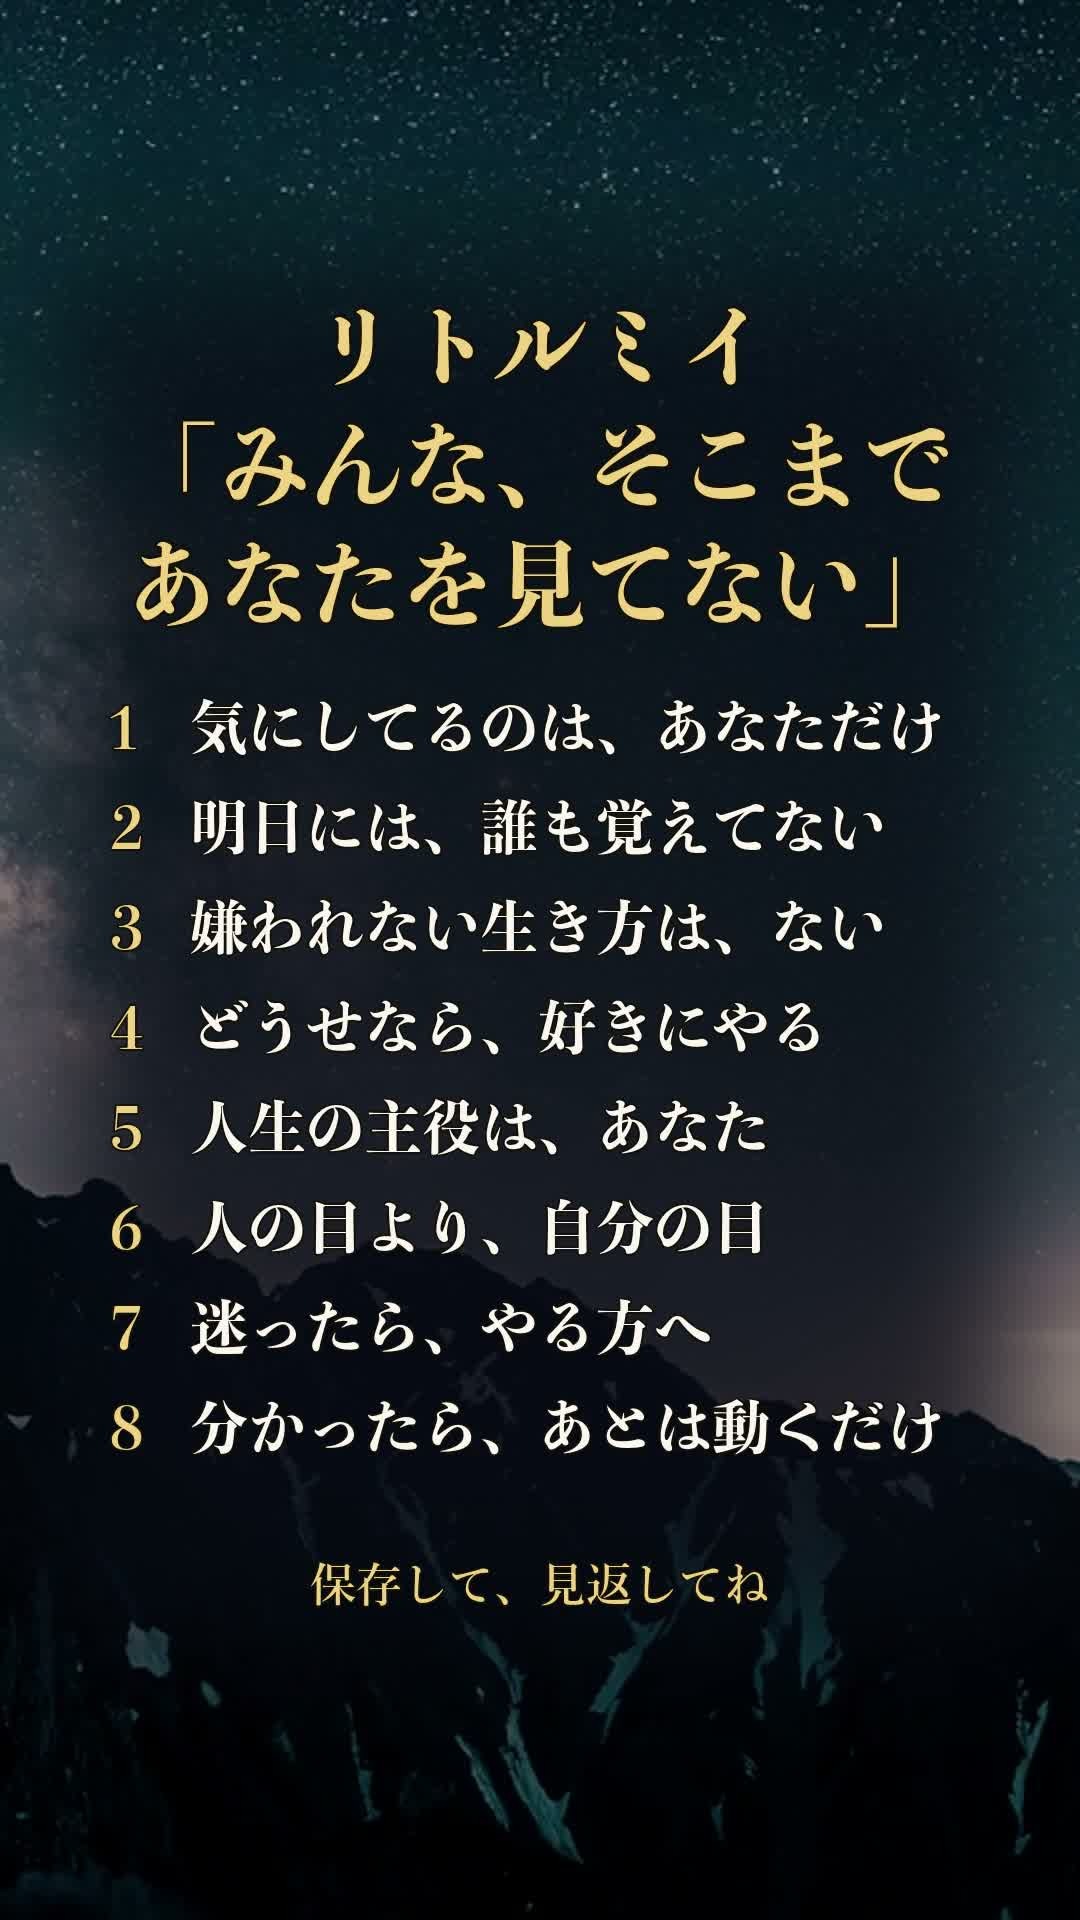 リトルミイ
「みんな、そこまで
あなたを見てない」
1 気にしてるのは、あなただけ
2 明日には、誰も覚えてない
3 嫌われない生き方は、ない
4 どうせなら、好きにやる
5 人生の主役は、あなた
6 人の目より、自分の目
7 迷ったら、やる方へ
8 分かったら、あとは動くだけ
保存して、見返してね